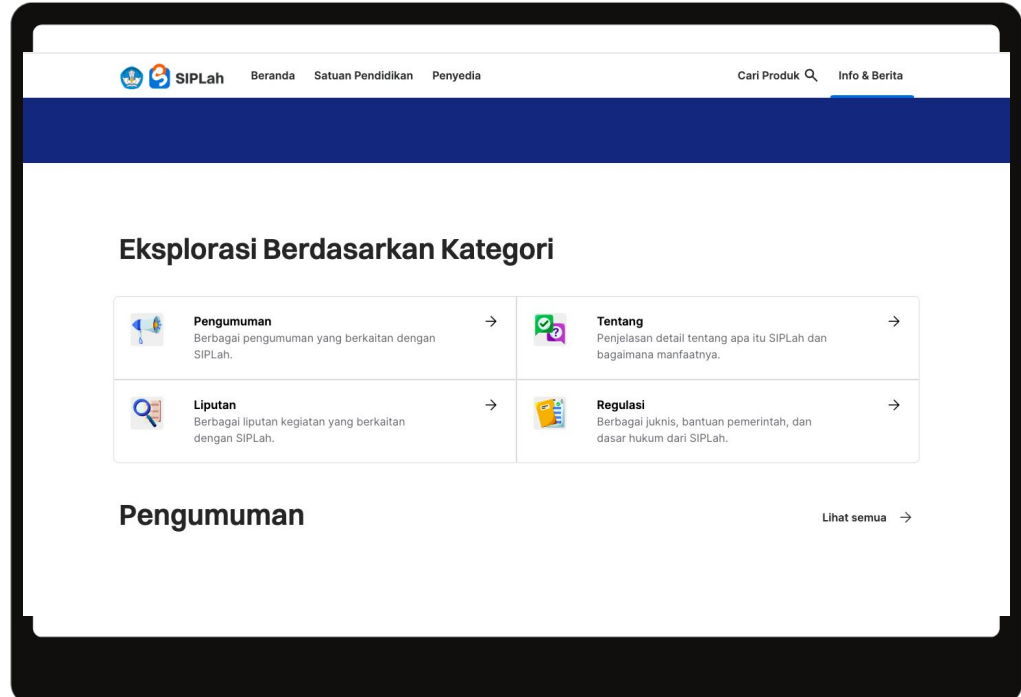 SIPLah Beranda Satuan Pendidikan Penyedia Cari Produk Info & Berita
Eksplorasi Berdasarkan Kategori
Pengumuman
Berbagai pengumuman yang berkaitan dengan
SIPLah.
Tentang
Penjelasan detail tentang apa itu SIPLah dan
bagaimana manfaatnya.
Liputan
Berbagai liputan kegiatan yang berkaitan
dengan SIPLah.
Regulasi
Berbagai juknis, bantuan pemerintah, dan
dasar hukum dari SIPLah.
Pengumuman
Lihat semua